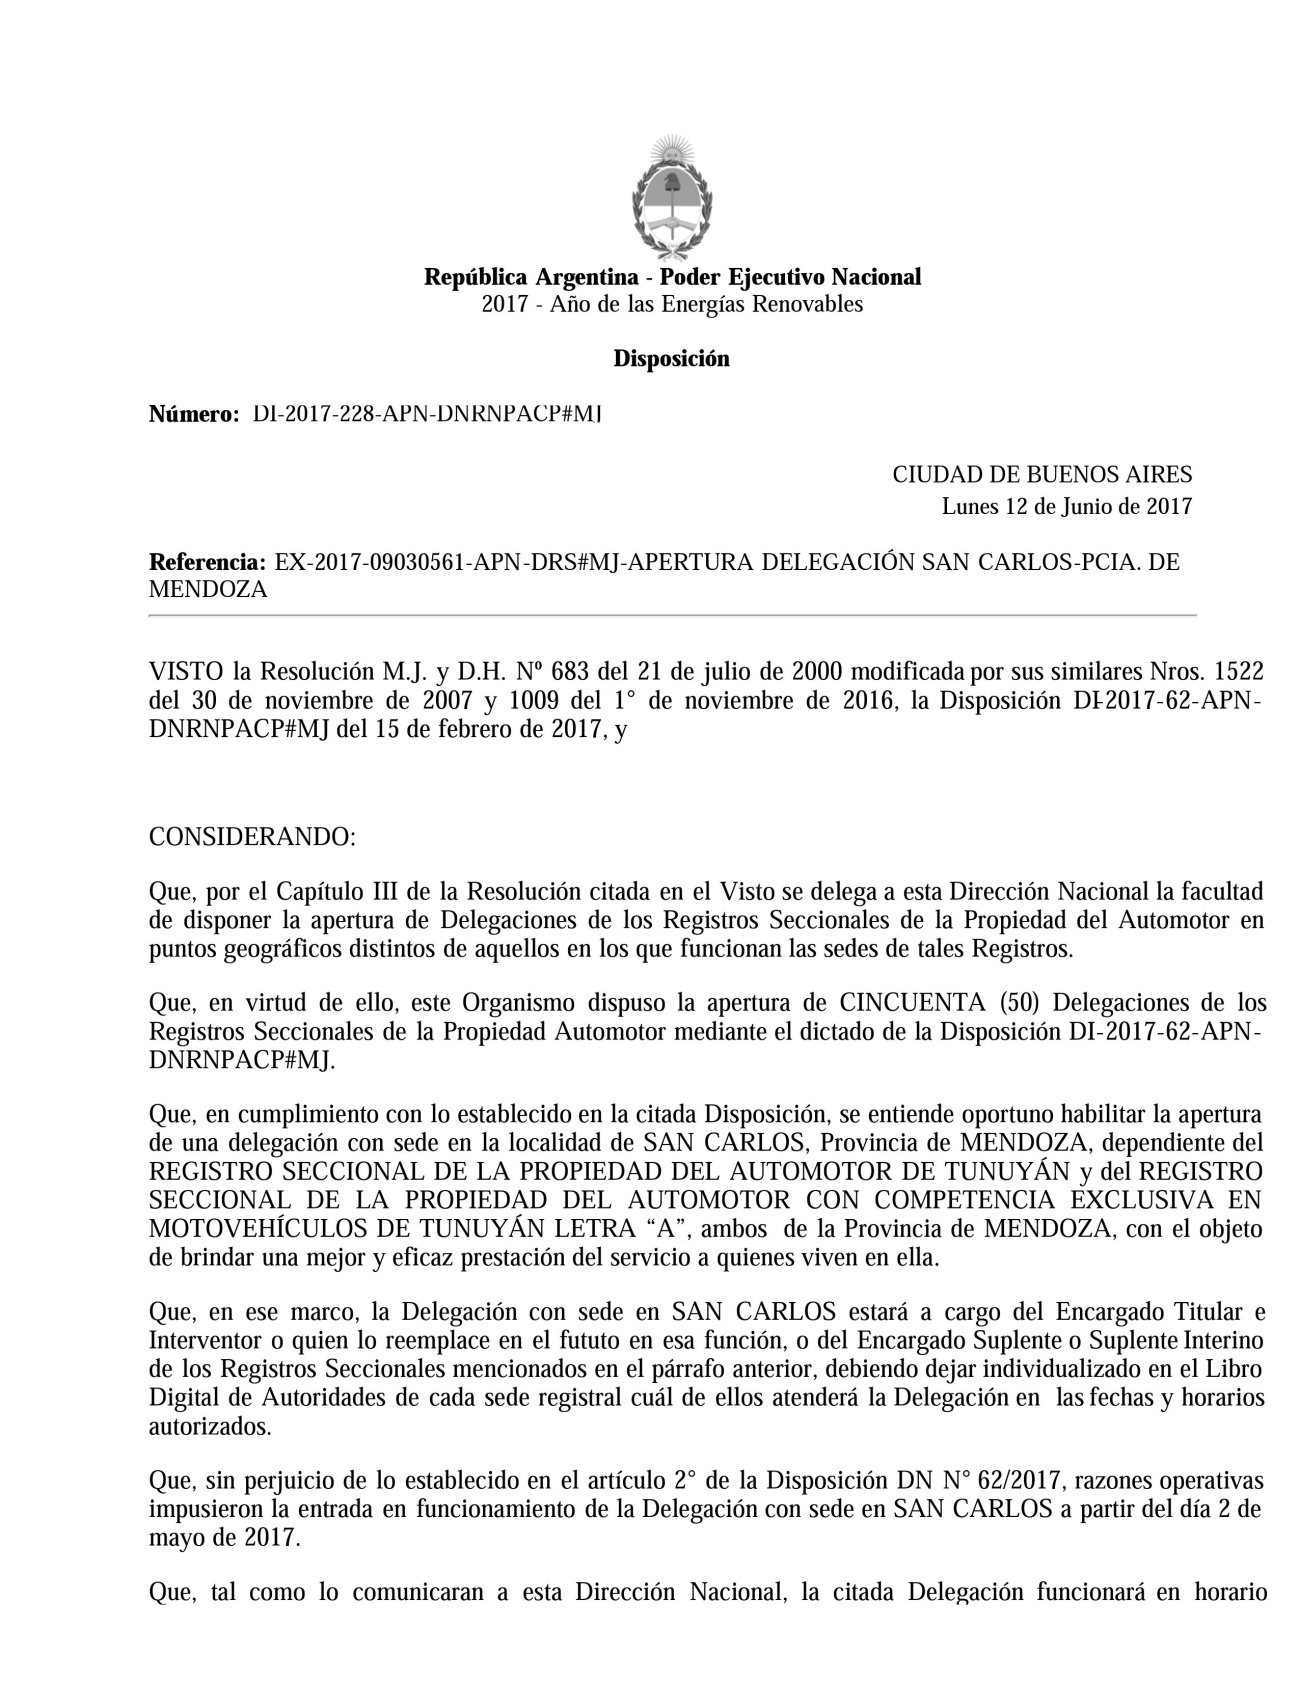 República Argentina - Poder Ejecutivo Nacional
2017 - Año de las Energías Renovables
Disposición
Número: DI-2017-228-APN-DNRNPACP#MJ
CIUDAD DE BUENOS AIRES
Lunes 12 de Junio de 2017
Referencia: EX-2017-09030561-APN-DRS#MJ-APERTURA DELEGACIÓN SAN CARLOS-PCIA. DE
MENDOZA
VISTO la Resolución M.J. y D.H. Nº 683 del 21 de julio de 2000 modificada por sus similares Nros. 1522
del 30 de noviembre de 2007 y 1009 del 1° de noviembre de 2016, la Disposición DI-2017-62-APN-
DNRNPACP#MJ del 15 de febrero de 2017, y
CONSIDERANDO:
Que, por el Capítulo III de la Resolución citada en el Visto se delega a esta Dirección Nacional la facultad
de disponer la apertura de Delegaciones de los Registros Seccionales de la Propiedad del Automotor en
puntos geográficos distintos de aquellos en los que funcionan las sedes de tales Registros.
Que, en virtud de ello, este Organismo dispuso la apertura de CINCUENTA (50) Delegaciones de los
Registros Seccionales de la Propiedad Automotor mediante el dictado de la Disposición DI-2017-62-APN-
DNRNPACP#MJ.
Que, en cumplimiento con lo establecido en la citada Disposición, se entiende oportuno habilitar la apertura
de una delegación con sede en la localidad de SAN CARLOS, Provincia de MENDOZA, dependiente del
REGISTRO SECCIONAL DE LA PROPIEDAD DEL AUTOMOTOR DE TUNUYÁN y del REGISTRO
SECCIONAL DE LA PROPIEDAD DEL AUTOMOTOR CON COMPETENCIA EXCLUSIVA EN
MOTOVEHÍCULOS DE TUNUYÁN LETRA “A”, ambos de la Provincia de MENDOZA, con el objeto
de brindar una mejor y eficaz prestación del servicio a quienes viven en ella.
Que, en ese marco, la Delegación con sede en SAN CARLOS estará a cargo del Encargado Titular e
Interventor o quien lo reemplace en el fututo en esa función, o del Encargado Suplente o Suplente Interino
de los Registros Seccionales mencionados en el párrafo anterior, debiendo dejar individualizado en el Libro
Digital de Autoridades de cada sede registral cuál de ellos atenderá la Delegación en las fechas y horarios
autorizados.
Que, sin perjuicio de lo establecido en el artículo 2° de la Disposición DN N° 62/2017, razones operativas
impusieron la entrada en funcionamiento de la Delegación con sede en SAN CARLOS a partir del día 2 de
mayo de 2017.
Que, tal como lo comunicaran a esta Dirección Nacional, la citada Delegación funcionará en horario